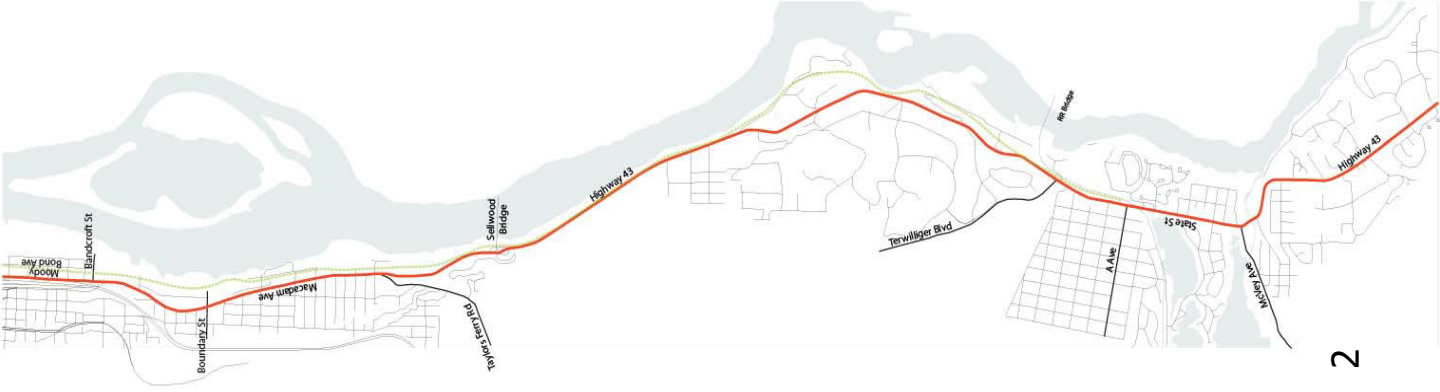 Moody
Bond Ave
Bandcroft St
Boundary St
Macadam Ave
Taylors Ferry Rd
Sellwood
Bridge
Highway 43
Terwilliger Blvd
RR Bridge
A Ave
State St
McVey Ave
Highway 43
2